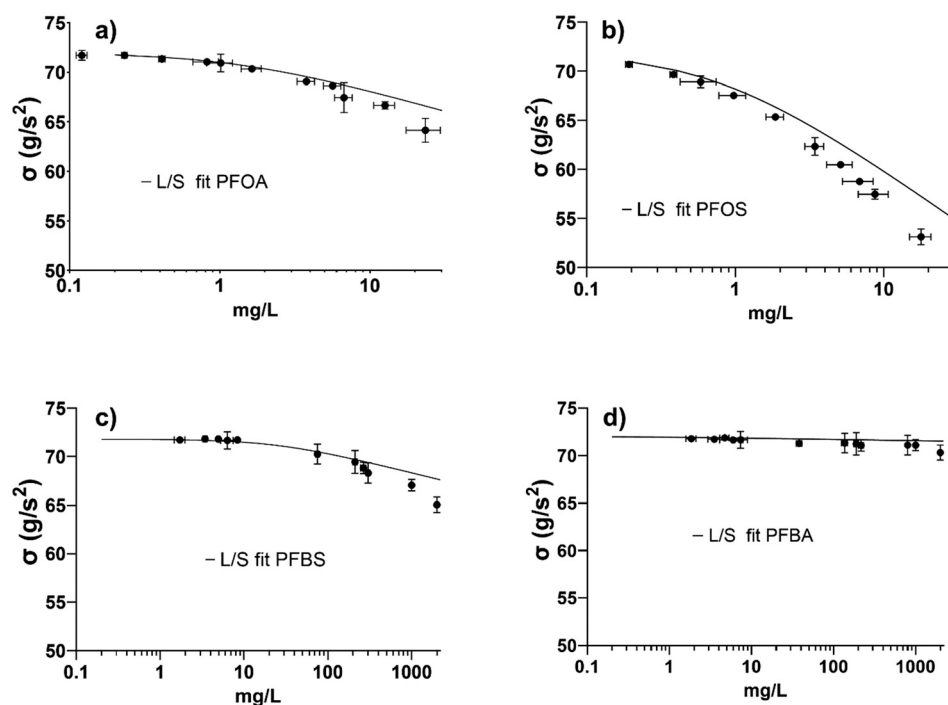 a)
75
70
65
60
55
50
σ (g/s²)
– L/S fit PFOA
0.1
1
10
mg/L
b)
75
70
65
60
55
50
σ (g/s²)
– L/S fit PFOS
0.1
1
10
mg/L
c)
75
70
65
60
55
50
σ (g/s²)
– L/S fit PFBS
0.1
1
10
100
1000
mg/L
d)
75
70
65
60
55
50
σ (g/s²)
– L/S fit PFBA
0.1
1
10
100
1000
mg/L